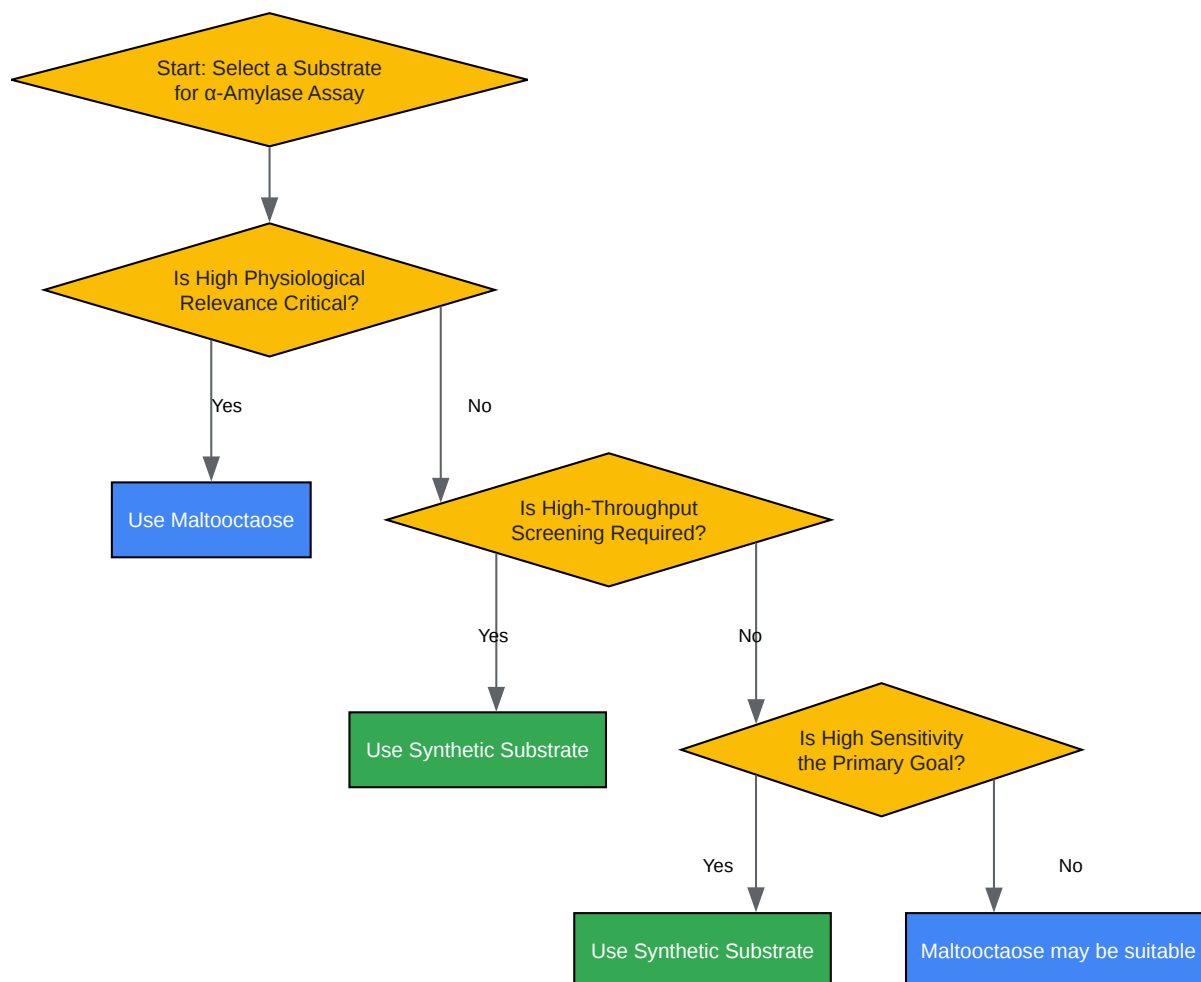 Start: Select a Substrate
for α-Amylase Assay
Is High Physiological
Relevance Critical?
Yes
No
Use Maltooctaose
Is High-Throughput
Screening Required?
Yes
No
Use Synthetic Substrate
Is High Sensitivity
the Primary Goal?
Yes
No
Use Synthetic Substrate
Maltooctaose may be suitable